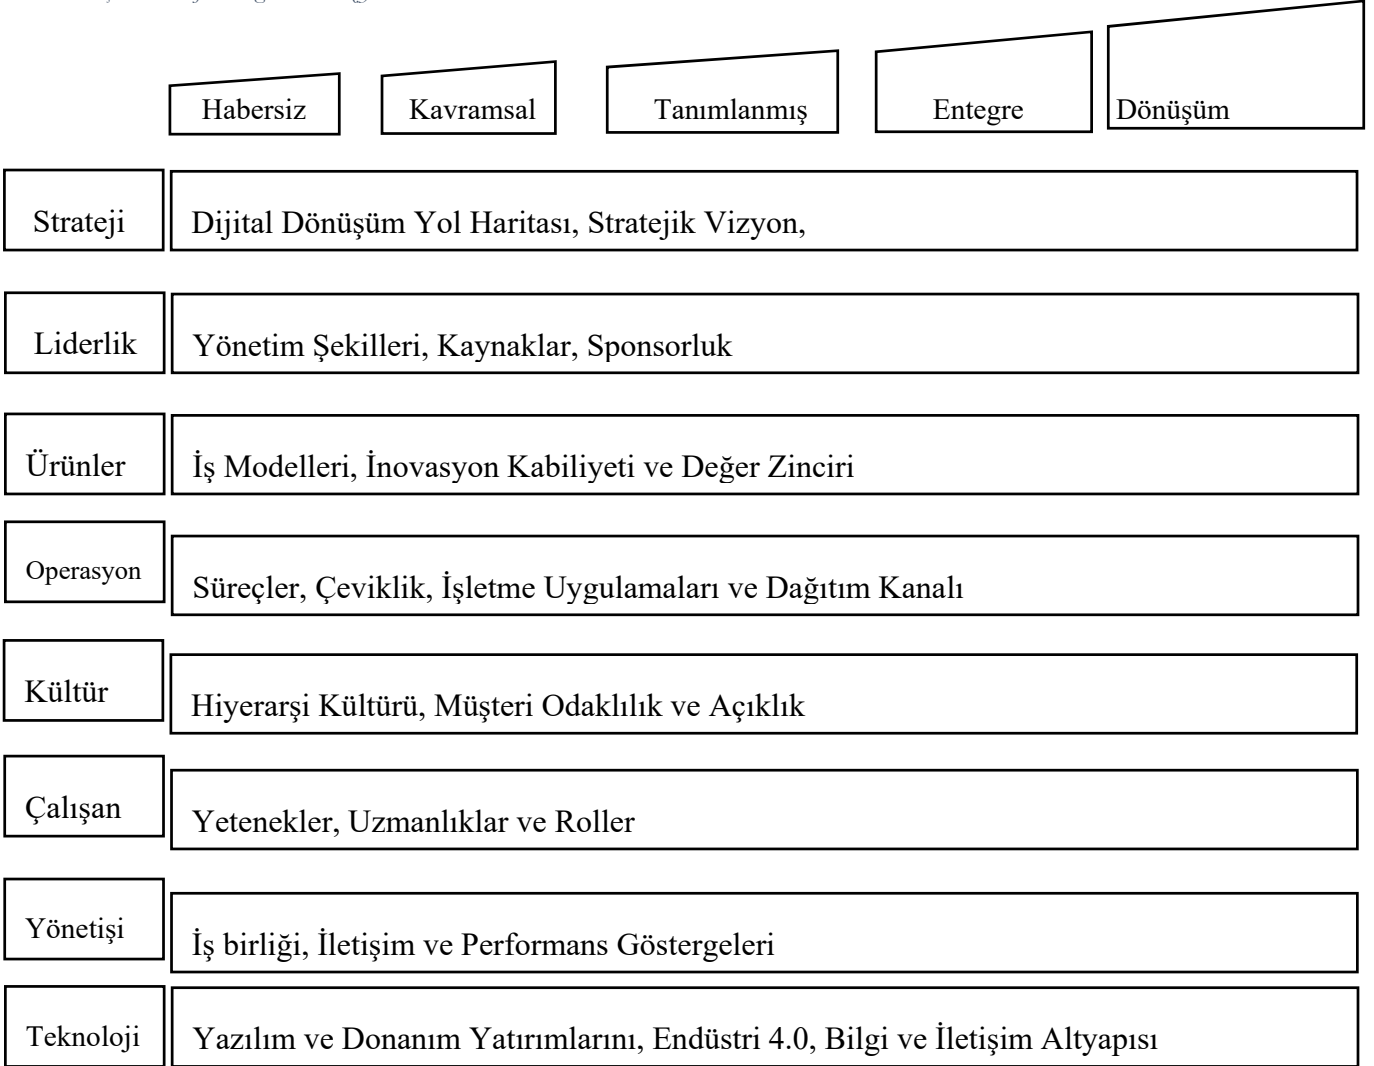 Habersiz Kavramsal Tanımlanmış Entegre Dönüşüm
Strateji Dijital Dönüşüm Yol Haritası, Stratejik Vizyon,
Liderlik Yönetim Şekilleri, Kaynaklar, Sponsorluk
Ürünler İş Modelleri, İnovasyon Kabiliyeti ve Değer Zinciri
Operasyon Süreçler, Çeviklik, İşletme Uygulamaları ve Dağıtım Kanalı
Kültür Hiyerarşi Kültürü, Müşteri Odaklılık ve Açıklık
Çalışan Yetenekler, Uzmanlıklar ve Roller
Yönetişi İş birliği, İletişim ve Performans Göstergeleri
Teknoloji Yazılım ve Donanım Yatırımlarını, Endüstri 4.0, Bilgi ve İletişim Altyapısı